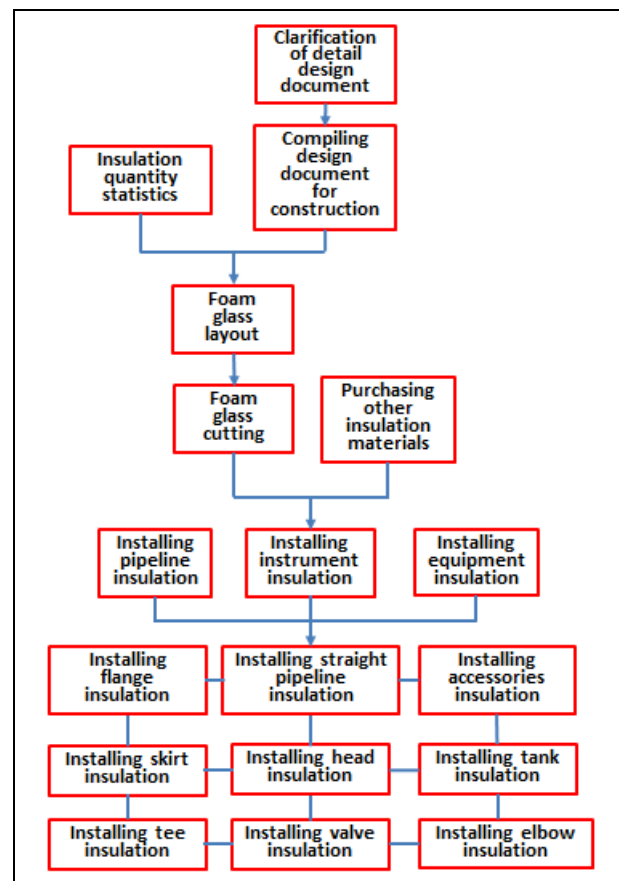 Clarification
of detail
design
document
Compiling
design
document
for
construction
Insulation
quantity
statistics
Foam
glass
layout
Foam
glass
cutting
Purchasing
other
insulation
materials
Installing
pipeline
insulation
Installing
instrument
insulation
Installing
equipment
insulation
Installing
flange
insulation
Installing straight
pipeline
insulation
Installing
accessories
insulation
Installing skirt
insulation
Installing head
insulation
Installing tank
insulation
Installing tee
insulation
Installing valve
insulation
Installing elbow
insulation